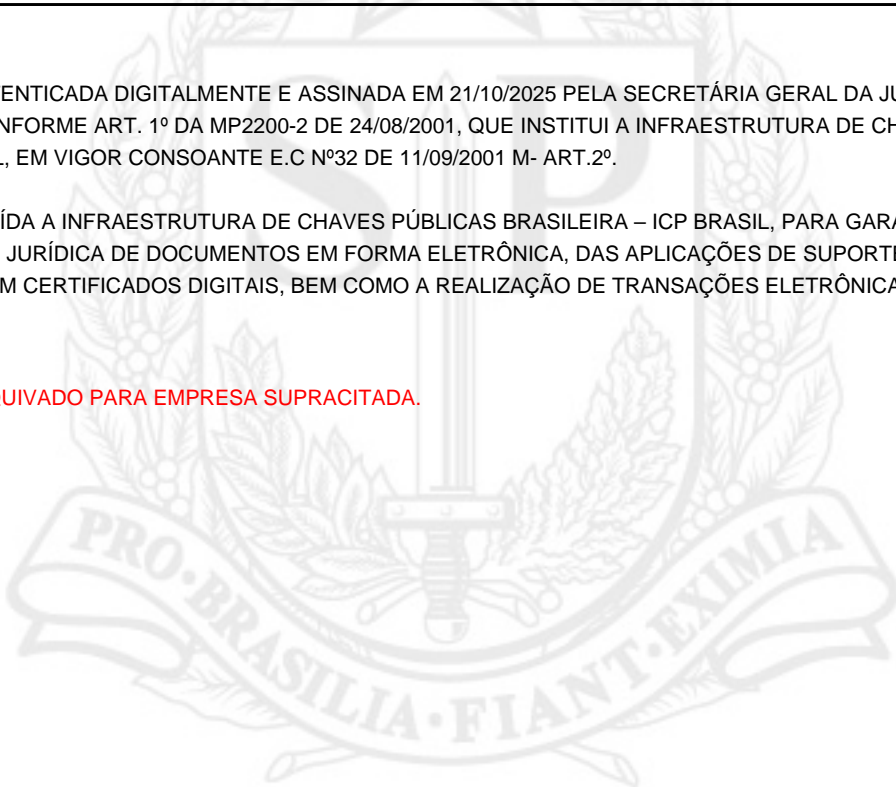 ENTICADA DIGITALMENTE E ASSINADA EM 21/10/2025 PELA SECRETÁRIA GERAL DA JU
NFORME ART. 1º DA MP2200-2 DE 24/08/2001, QUE INSTITUI A INFRAESTRUTURA DE CH
L, EM VIGOR CONSOANTE E.C Nº32 DE 11/09/2001 M- ART.2º.
ÍDA A INFRAESTRUTURA DE CHAVES PÚBLICAS BRASILEIRA – ICP BRASIL, PARA GARA
JURÍDICA DE DOCUMENTOS EM FORMA ELETRÔNICA, DAS APLICAÇÕES DE SUPORTE
M CERTIFICADOS DIGITAIS, BEM COMO A REALIZAÇÃO DE TRANSAÇÕES ELETRÔNICA
UIVADO PARA EMPRESA SUPRACITADA.
SP
PRO·BRASILIA·FIANT·EXIMIA